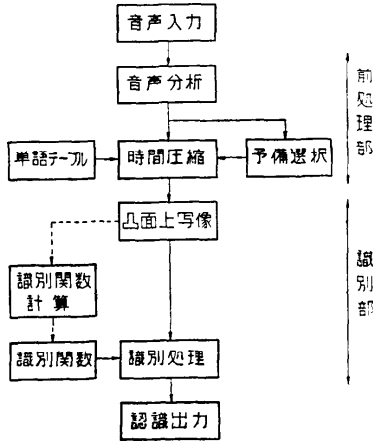 音声入力
音声分析
単語テーブル
時間圧縮
予備選択
凸面上写像
識別関数
計算
識別関数
識別処理
認識出力
前処理部
識別部